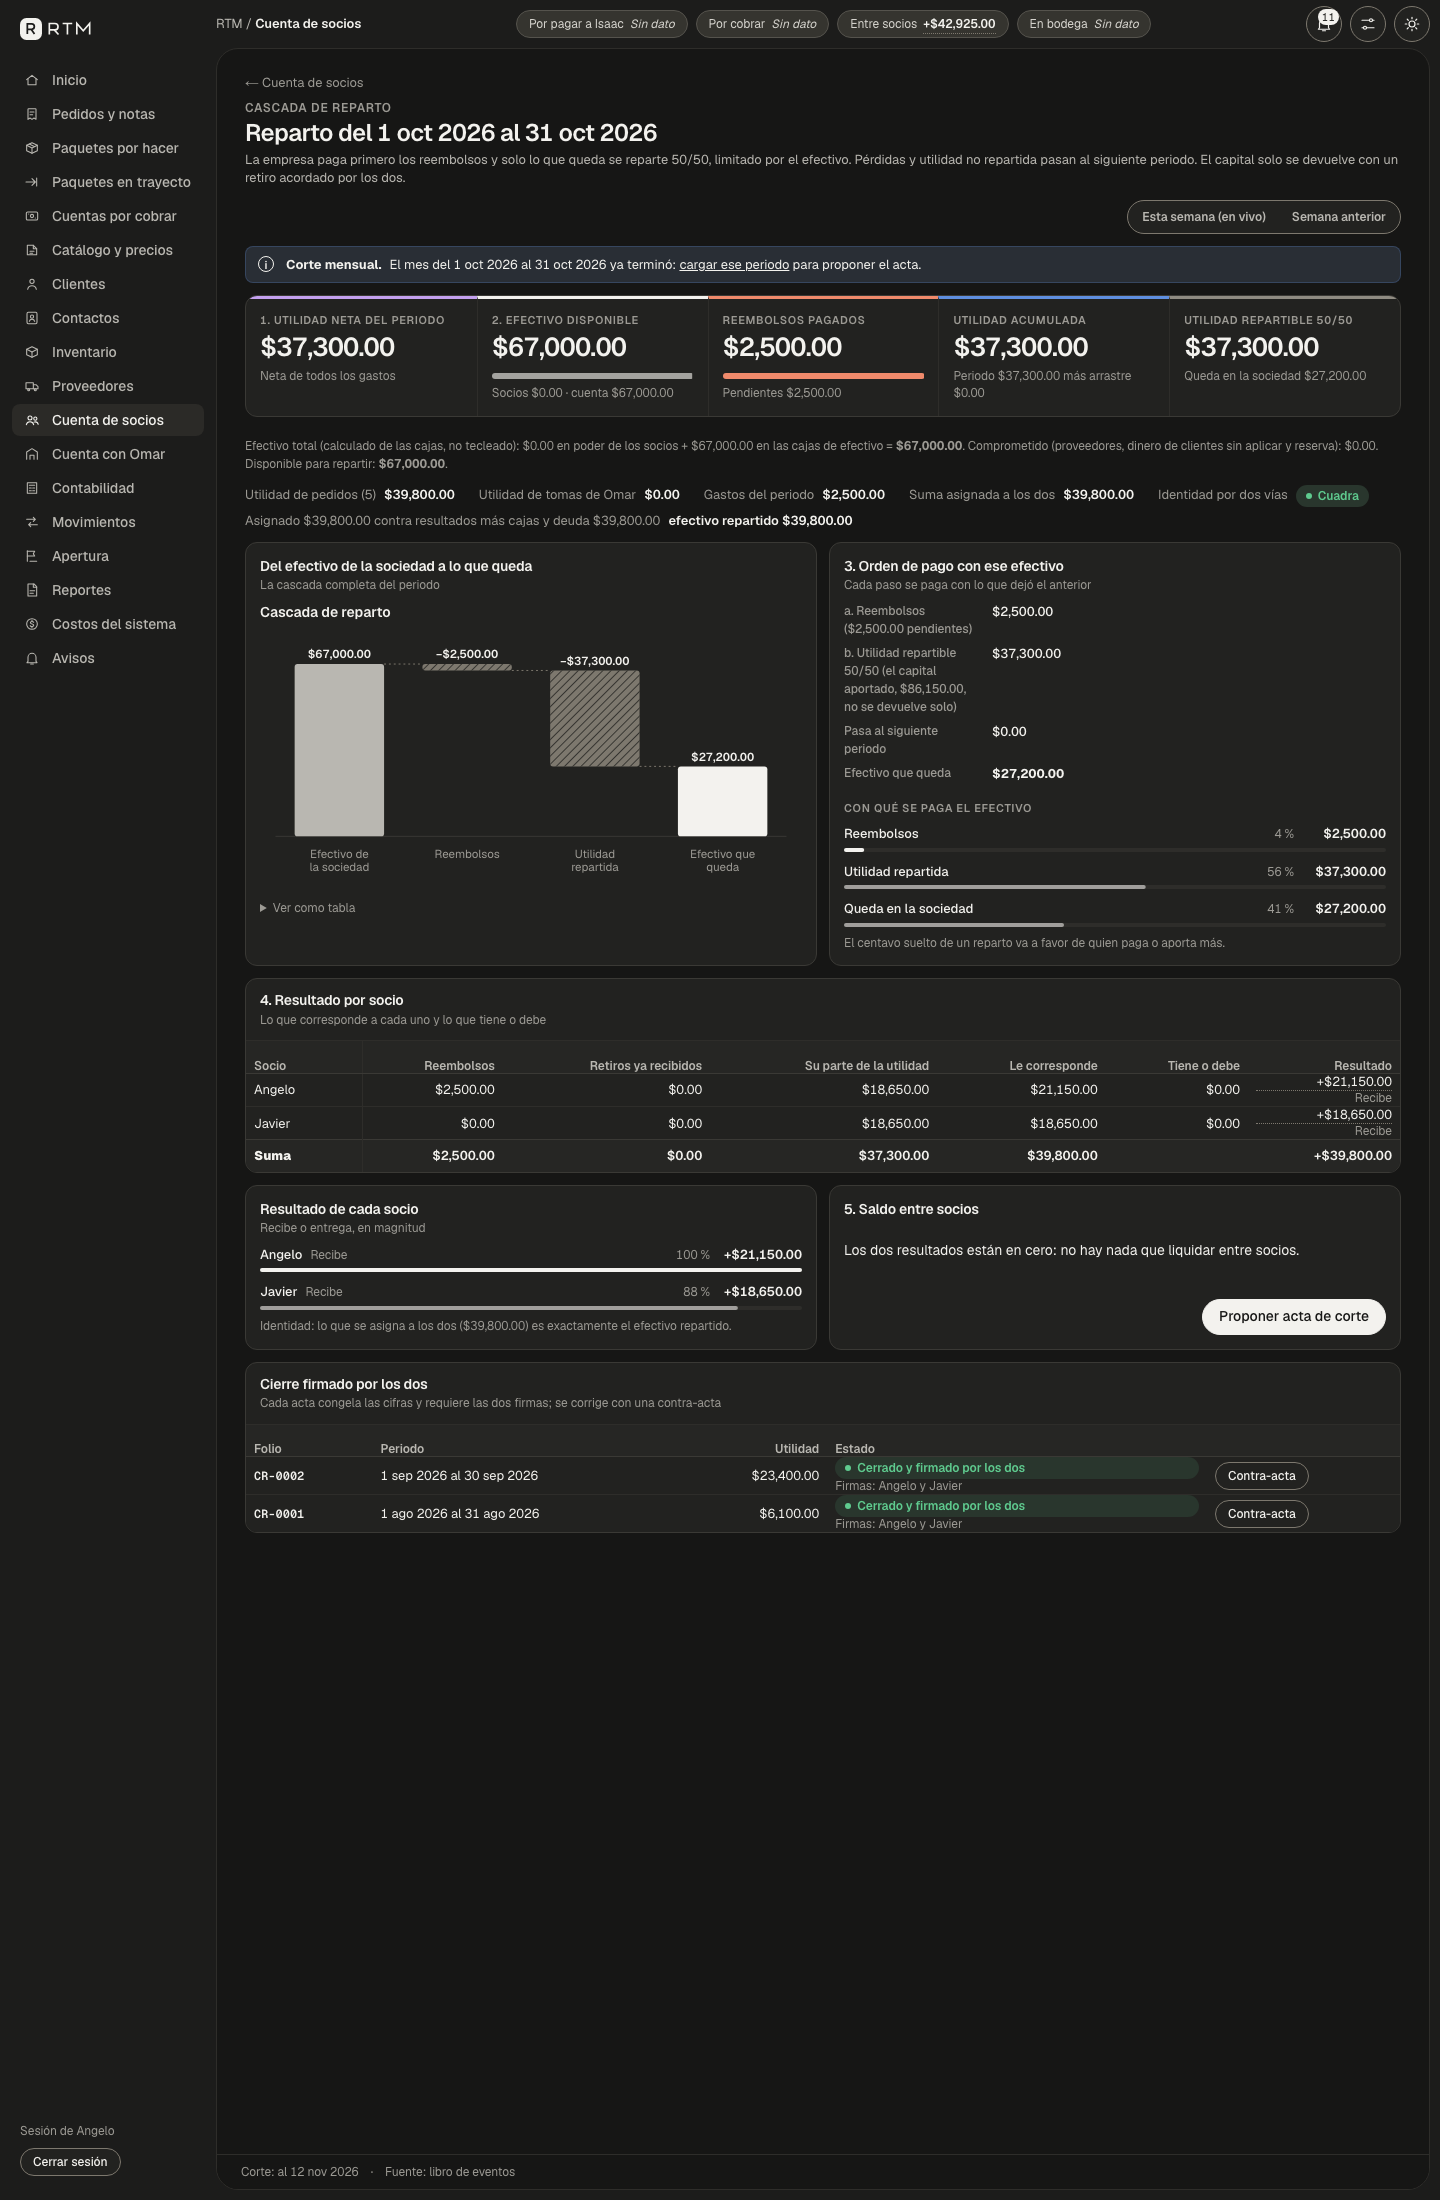 R RTM
RTM / Cuenta de socios
Por pagar a Isaac Sin dato
Por cobrar Sin dato
Entre socios +$42,925.00
En bodega Sin dato
11
Inicio
Pedidos y notas
Paquetes por hacer
Paquetes en trayecto
Cuentas por cobrar
Catálogo y precios
Clientes
Contactos
Inventario
Proveedores
Cuenta de socios
Cuenta con Omar
Contabilidad
Movimientos
Apertura
Reportes
Costos del sistema
Avisos
Sesión de Angelo
Cerrar sesión
← Cuenta de socios
CASCADA DE REPARTO
Reparto del 1 oct 2026 al 31 oct 2026
La empresa paga primero los reembolsos y solo lo que queda se reparte 50/50, limitado por el efectivo. Pérdidas y utilidad no repartida pasan al siguiente periodo. El capital solo se devuelve con un
retiro acordado por los dos.
Esta semana (en vivo)
Semana anterior
Corte mensual. El mes del 1 oct 2026 al 31 oct 2026 ya terminó: cargar ese periodo para proponer el acta.
1. UTILIDAD NETA DEL PERIODO
$37,300.00
Neta de todos los gastos
2. EFECTIVO DISPONIBLE
$67,000.00
Socios $0.00 · cuenta $67,000.00
REEMBOLSOS PAGADOS
$2,500.00
Pendientes $2,500.00
UTILIDAD ACUMULADA
$37,300.00
Periodo $37,300.00 más arrastre
$0.00
UTILIDAD REPARTIBLE 50/50
$37,300.00
Queda en la sociedad $27,200.00
Efectivo total (calculado de las cajas, no tecleado): $0.00 en poder de los socios + $67,000.00 en las cajas de efectivo = $67,000.00. Comprometido (proveedores, dinero de clientes sin aplicar y reserva): $0.00.
Disponible para repartir: $67,000.00.
Utilidad de pedidos (5) $39,800.00 Utilidad de tomas de Omar $0.00 Gastos del periodo $2,500.00 Suma asignada a los dos $39,800.00 Identidad por dos vías Cuadra
Asignado $39,800.00 contra resultados más cajas y deuda $39,800.00 efectivo repartido $39,800.00
Del efectivo de la sociedad a lo que queda
La cascada completa del periodo
Cascada de reparto
$67,000.00
−$2,500.00
−$37,300.00
$27,200.00
Efectivo de
la sociedad
Reembolsos
Utilidad
repartida
Efectivo que
queda
Ver como tabla
3. Orden de pago con ese efectivo
Cada paso se paga con lo que dejó el anterior
a. Reembolsos
($2,500.00 pendientes)
$2,500.00
b. Utilidad repartible
50/50 (el capital
aportado, $86,150.00,
no se devuelve solo)
$37,300.00
Pasa al siguiente
periodo
$0.00
Efectivo que queda
$27,200.00
CON QUÉ SE PAGA EL EFECTIVO
Reembolsos 4 % $2,500.00
Utilidad repartida 56 % $37,300.00
Queda en la sociedad 41 % $27,200.00
El centavo suelto de un reparto va a favor de quien paga o aporta más.
4. Resultado por socio
Lo que corresponde a cada uno y lo que tiene o debe
Socio Reembolsos Retiros ya recibidos Su parte de la utilidad Le corresponde Tiene o debe Resultado
Angelo $2,500.00 $0.00 $18,650.00 $21,150.00 $0.00 +$21,150.00
Recibe
Javier $0.00 $0.00 $18,650.00 $18,650.00 $0.00 +$18,650.00
Recibe
Suma $2,500.00 $0.00 $37,300.00 $39,800.00 +$39,800.00
Resultado de cada socio
Recibe o entrega, en magnitud
Angelo Recibe 100 % +$21,150.00
Javier Recibe 88 % +$18,650.00
Identidad: lo que se asigna a los dos ($39,800.00) es exactamente el efectivo repartido.
5. Saldo entre socios
Los dos resultados están en cero: no hay nada que liquidar entre socios.
Proponer acta de corte
Cierre firmado por los dos
Cada acta congela las cifras y requiere las dos firmas; se corrige con una contra-acta
Folio Periodo Utilidad Estado
CR-0002 1 sep 2026 al 30 sep 2026 $23,400.00 Cerrado y firmado por los dos
Firmas: Angelo y Javier
Contra-acta
CR-0001 1 ago 2026 al 31 ago 2026 $6,100.00 Cerrado y firmado por los dos
Firmas: Angelo y Javier
Contra-acta
Corte: al 12 nov 2026 · Fuente: libro de eventos